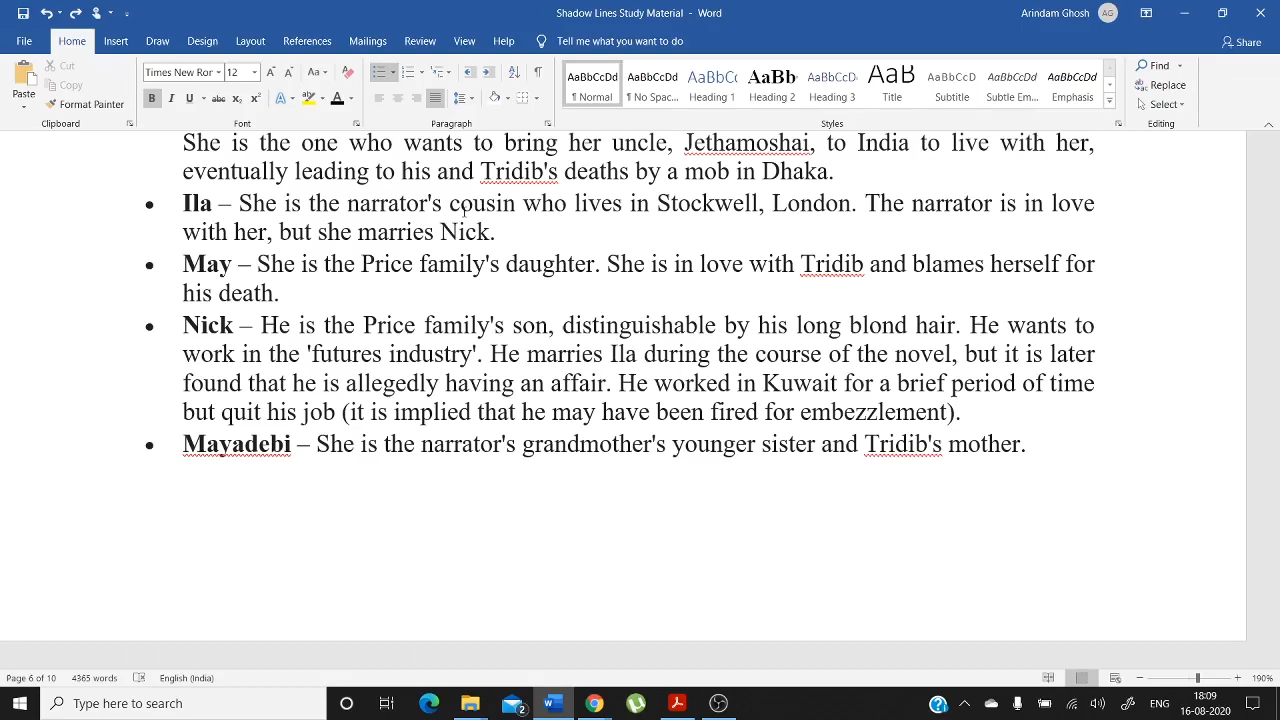 Shadow Lines Study Material - Word
Arindam Ghosh AG
File Home Insert Draw Design Layout References Mailings Review View Help Tell me what you want to do Share
Paste Cut Copy Format Painter
Times New Ror 12 Aa
B I U abc x₂ x² A A
AaBbCcDd AaBbCcDd AaBbCc AaBb AaBbCcD AaB AaBbCcD AaBbCcDd AaBbCcDd
¶ Normal ¶ No Spac... Heading 1 Heading 2 Heading 3 Title Subtitle Subtle Em... Emphasis
Find Replace Select
Clipboard Font Paragraph Styles Editing
She is the one who wants to bring her uncle, Jethamoshai, to India to live with her,
eventually leading to his and Tridib's deaths by a mob in Dhaka.
• Ila – She is the narrator's cousin who lives in Stockwell, London. The narrator is in love
with her, but she marries Nick.
• May – She is the Price family's daughter. She is in love with Tridib and blames herself for
his death.
• Nick – He is the Price family's son, distinguishable by his long blond hair. He wants to
work in the 'futures industry'. He marries Ila during the course of the novel, but it is later
found that he is allegedly having an affair. He worked in Kuwait for a brief period of time
but quit his job (it is implied that he may have been fired for embezzlement).
• Mayadebi – She is the narrator's grandmother's younger sister and Tridib's mother.
Page 6 of 10 4365 words English (India) 190%
Type here to search
2
ENG
18:09
16-08-2020